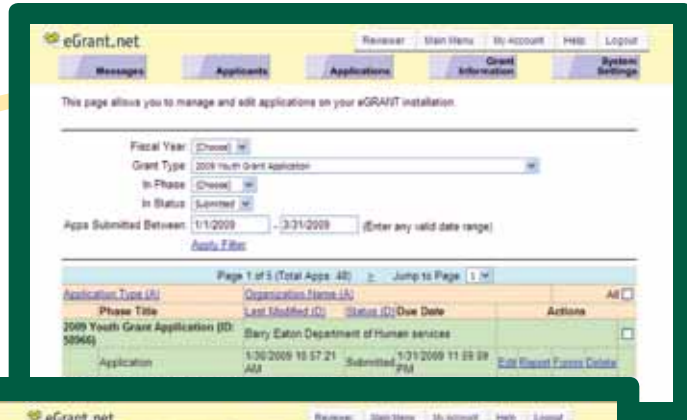 eGrant.net
Reviewer Main Menu My Account Help Logout
Messages Applicants Applications Grant Information System Settings
This page allows you to manage and edit applications on your eGRANT installation.
Fiscal Year (Choose)
Grant Type 2009 Youth Grant Application
In Phase (Choose)
In Status Submitted
Apps Submitted Between 1/1/2009 - 3/31/2009 (Enter any valid date range)
Apply Filter
Page 1 of 5 (Total Apps: 48) > Jump to Page 1
Application Type (A) Organization Name (A) All
Phase Title Last Modified (D) Status (D) Due Date Actions
2009 Youth Grant Application (ID: 58966) Barry Eaton Department of Human services
Application 1/30/2009 10:57:21 AM Submitted 1/31/2009 11:59:59 PM Edit Report Forms Delete
eGrant.net
Reviewer Main Menu My Account Help Logout